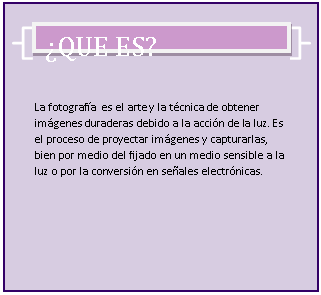 ¿QUE ES?
La fotografía es el arte y la técnica de obtener
imágenes duraderas debido a la acción de la luz. Es
el proceso de proyectar imágenes y capturarlas,
bien por medio del fijado en un medio sensible a la
luz o por la conversión en señales electrónicas.